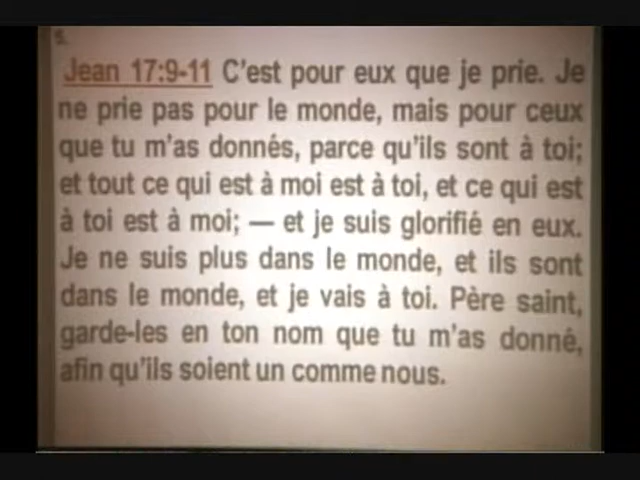 5.
Jean 17:9-11 C'est pour eux que je prie. Je
ne prie pas pour le monde, mais pour ceux
que tu m'as donnés, parce qu'ils sont à toi;
et tout ce qui est à moi est à toi, et ce qui est
à toi est à moi; — et je suis glorifié en eux.
Je ne suis plus dans le monde, et ils sont
dans le monde, et je vais à toi. Père saint,
garde-les en ton nom que tu m'as donné,
afin qu'ils soient un comme nous.